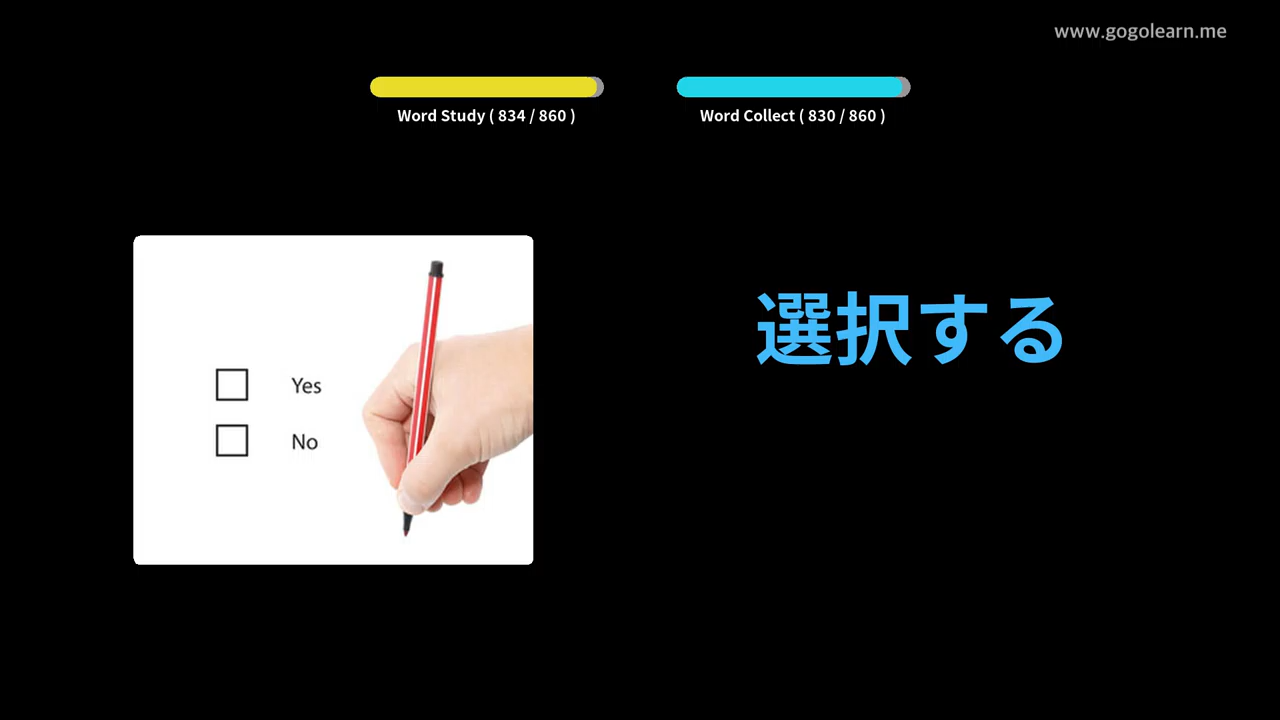 www.gogolearn.me
Word Study ( 834 / 860 )
Word Collect ( 830 / 860 )
Yes
No
選択する